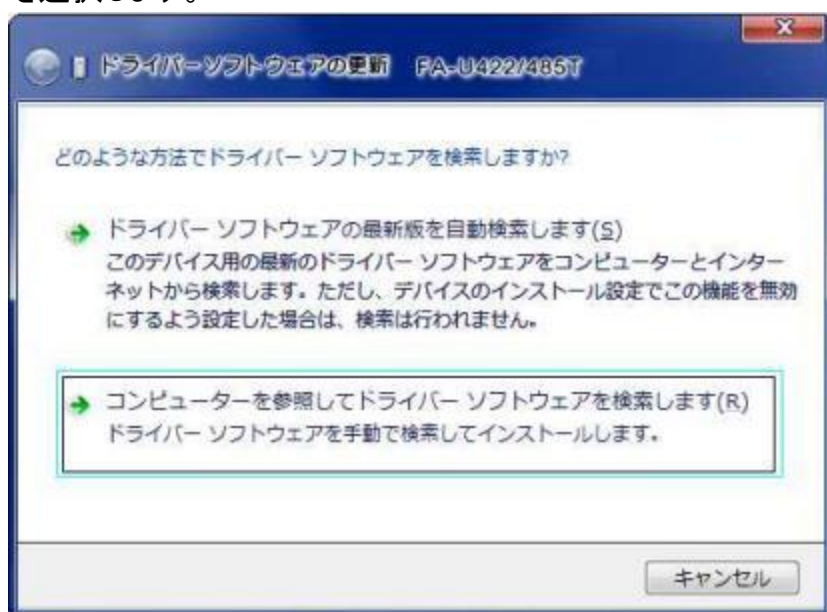 を選択します。
ドライバーソフトウェアの更新 FA-U422/485T
どのような方法でドライバー ソフトウェアを検索しますか?
ドライバー ソフトウェアの最新版を自動検索します(S)
このデバイス用の最新のドライバー ソフトウェアをコンピューターとインター
ネットから検索します。ただし、デバイスのインストール設定でこの機能を無効
にするよう設定した場合は、検索は行われません。
コンピューターを参照してドライバー ソフトウェアを検索します(R)
ドライバー ソフトウェアを手動で検索してインストールします。
キャンセル